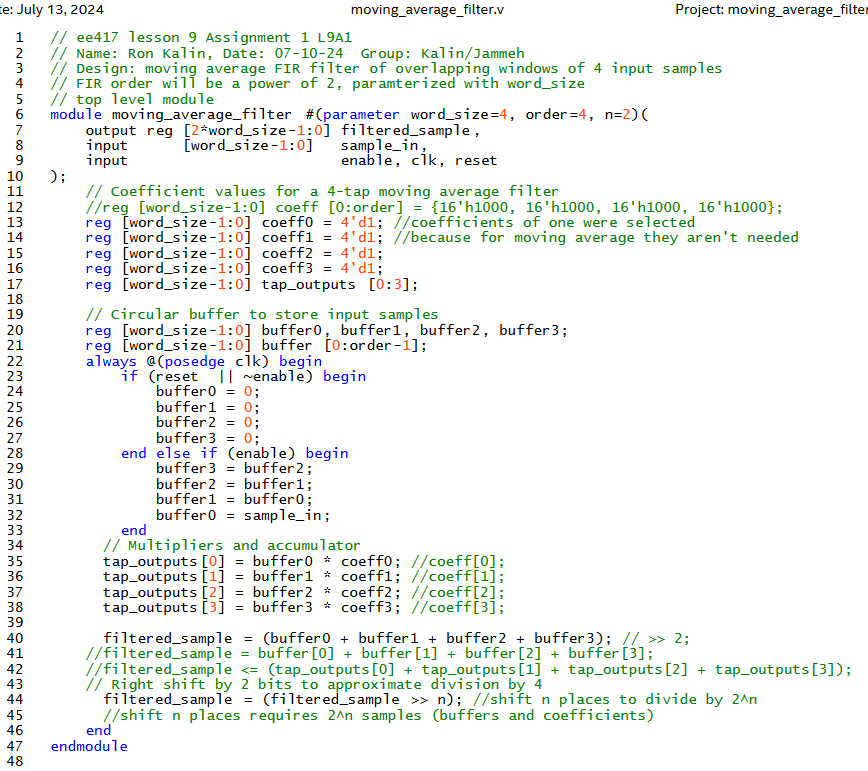 te: July 13, 2024 moving_average_filter.v Project: moving_average_filter
1 // ee417 lesson 9 Assignment 1 L9A1
2 // Name: Ron Kalin, Date: 07-10-24 Group: Kalin/Jammeh
3 // Design: moving average FIR filter of overlapping windows of 4 input samples
4 // FIR order will be a power of 2, paramterized with word_size
5 // top level module
6 module moving_average_filter #(parameter word_size=4, order=4, n=2)(
7 output reg [2*word_size-1:0] filtered_sample,
8 input [word_size-1:0] sample_in,
9 input enable, clk, reset
10 );
11 // Coefficient values for a 4-tap moving average filter
12 //reg [word_size-1:0] coeff [0:order] = {16'h1000, 16'h1000, 16'h1000, 16'h1000};
13 reg [word_size-1:0] coeff0 = 4'd1; //coefficients of one were selected
14 reg [word_size-1:0] coeff1 = 4'd1; //because for moving average they aren't needed
15 reg [word_size-1:0] coeff2 = 4'd1;
16 reg [word_size-1:0] coeff3 = 4'd1;
17 reg [word_size-1:0] tap_outputs [0:3];
18
19 // Circular buffer to store input samples
20 reg [word_size-1:0] buffer0, buffer1, buffer2, buffer3;
21 reg [word_size-1:0] buffer [0:order-1];
22 always @(posedge clk) begin
23 if (reset || ~enable) begin
24 buffer0 = 0;
25 buffer1 = 0;
26 buffer2 = 0;
27 buffer3 = 0;
28 end else if (enable) begin
29 buffer3 = buffer2;
30 buffer2 = buffer1;
31 buffer1 = buffer0;
32 buffer0 = sample_in;
33 end
34 // Multipliers and accumulator
35 tap_outputs[0] = buffer0 * coeff0; //coeff[0];
36 tap_outputs[1] = buffer1 * coeff1; //coeff[1];
37 tap_outputs[2] = buffer2 * coeff2; //coeff[2];
38 tap_outputs[3] = buffer3 * coeff3; //coeff[3];
39
40 filtered_sample = (buffer0 + buffer1 + buffer2 + buffer3); // >> 2;
41 //filtered_sample = buffer[0] + buffer[1] + buffer[2] + buffer[3];
42 //filtered_sample <= (tap_outputs[0] + tap_outputs[1] + tap_outputs[2] + tap_outputs[3]);
43 // Right shift by 2 bits to approximate division by 4
44 filtered_sample = (filtered_sample >> n); //shift n places to divide by 2^n
45 //shift n places requires 2^n samples (buffers and coefficients)
46 end
47 endmodule
48